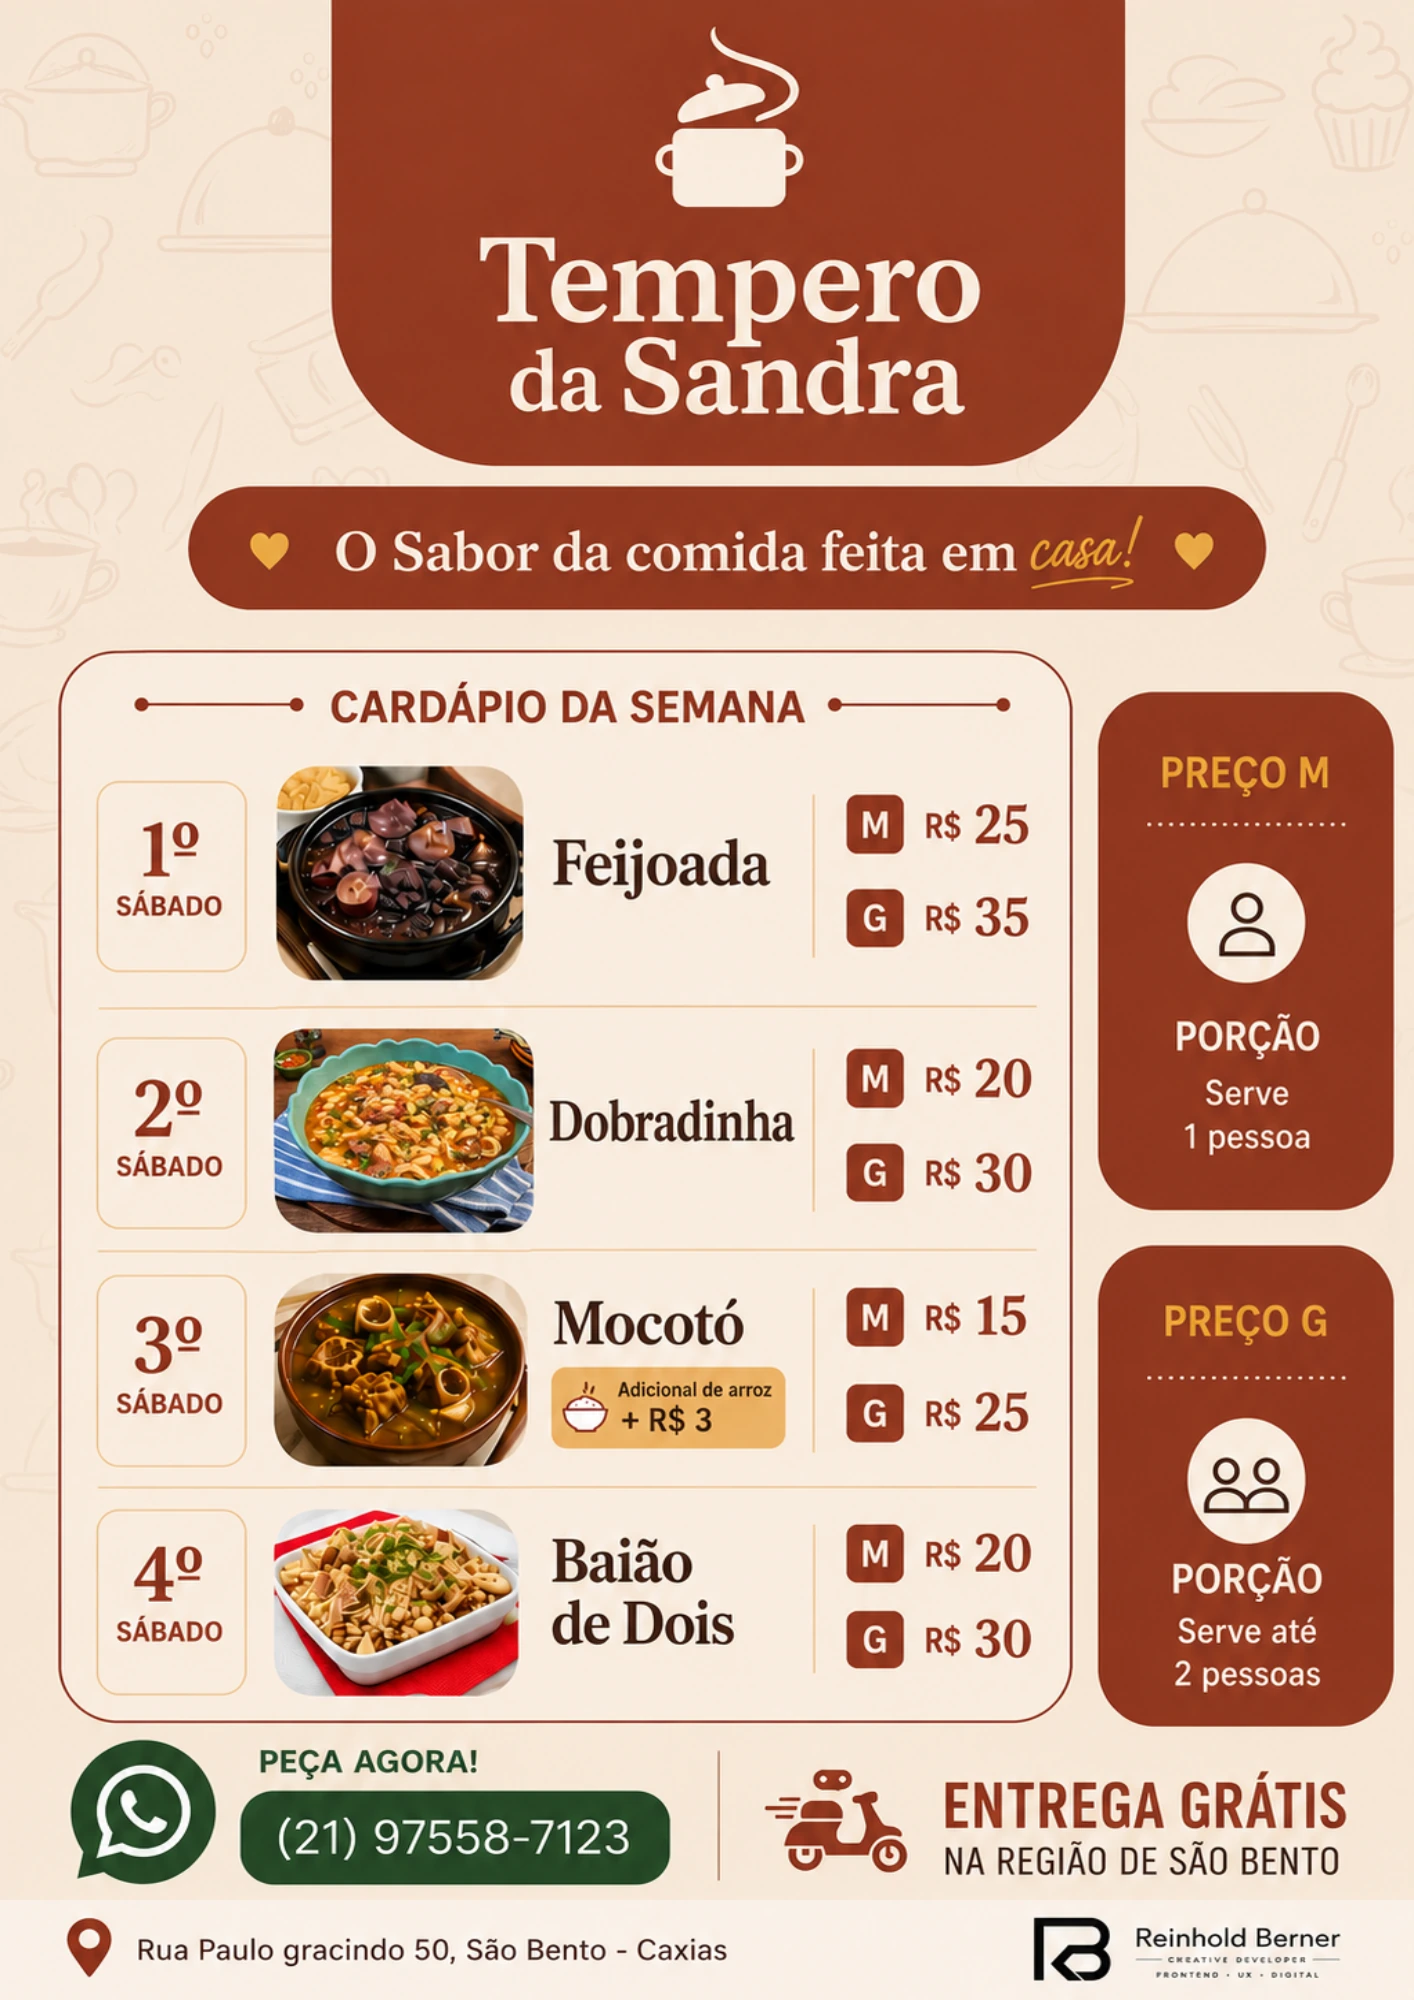 Tempero
da Sandra
O Sabor da comida feita em casa!
CARDÁPIO DA SEMANA
1º
SÁBADO
Feijoada
M R$ 25
G R$ 35
2º
SÁBADO
Dobradinha
M R$ 20
G R$ 30
3º
SÁBADO
Mocotó
Adicional de arroz
+ R$ 3
M R$ 15
G R$ 25
4º
SÁBADO
Baião
de Dois
M R$ 20
G R$ 30
PREÇO M
PORÇÃO
Serve
1 pessoa
PREÇO G
PORÇÃO
Serve até
2 pessoas
PEÇA AGORA!
(21) 97558-7123
ENTREGA GRÁTIS
NA REGIÃO DE SÃO BENTO
Rua Paulo gracindo 50, São Bento - Caxias
Reinhold Berner
CREATIVE DEVELOPER
FRONTEND • UX • DIGITAL